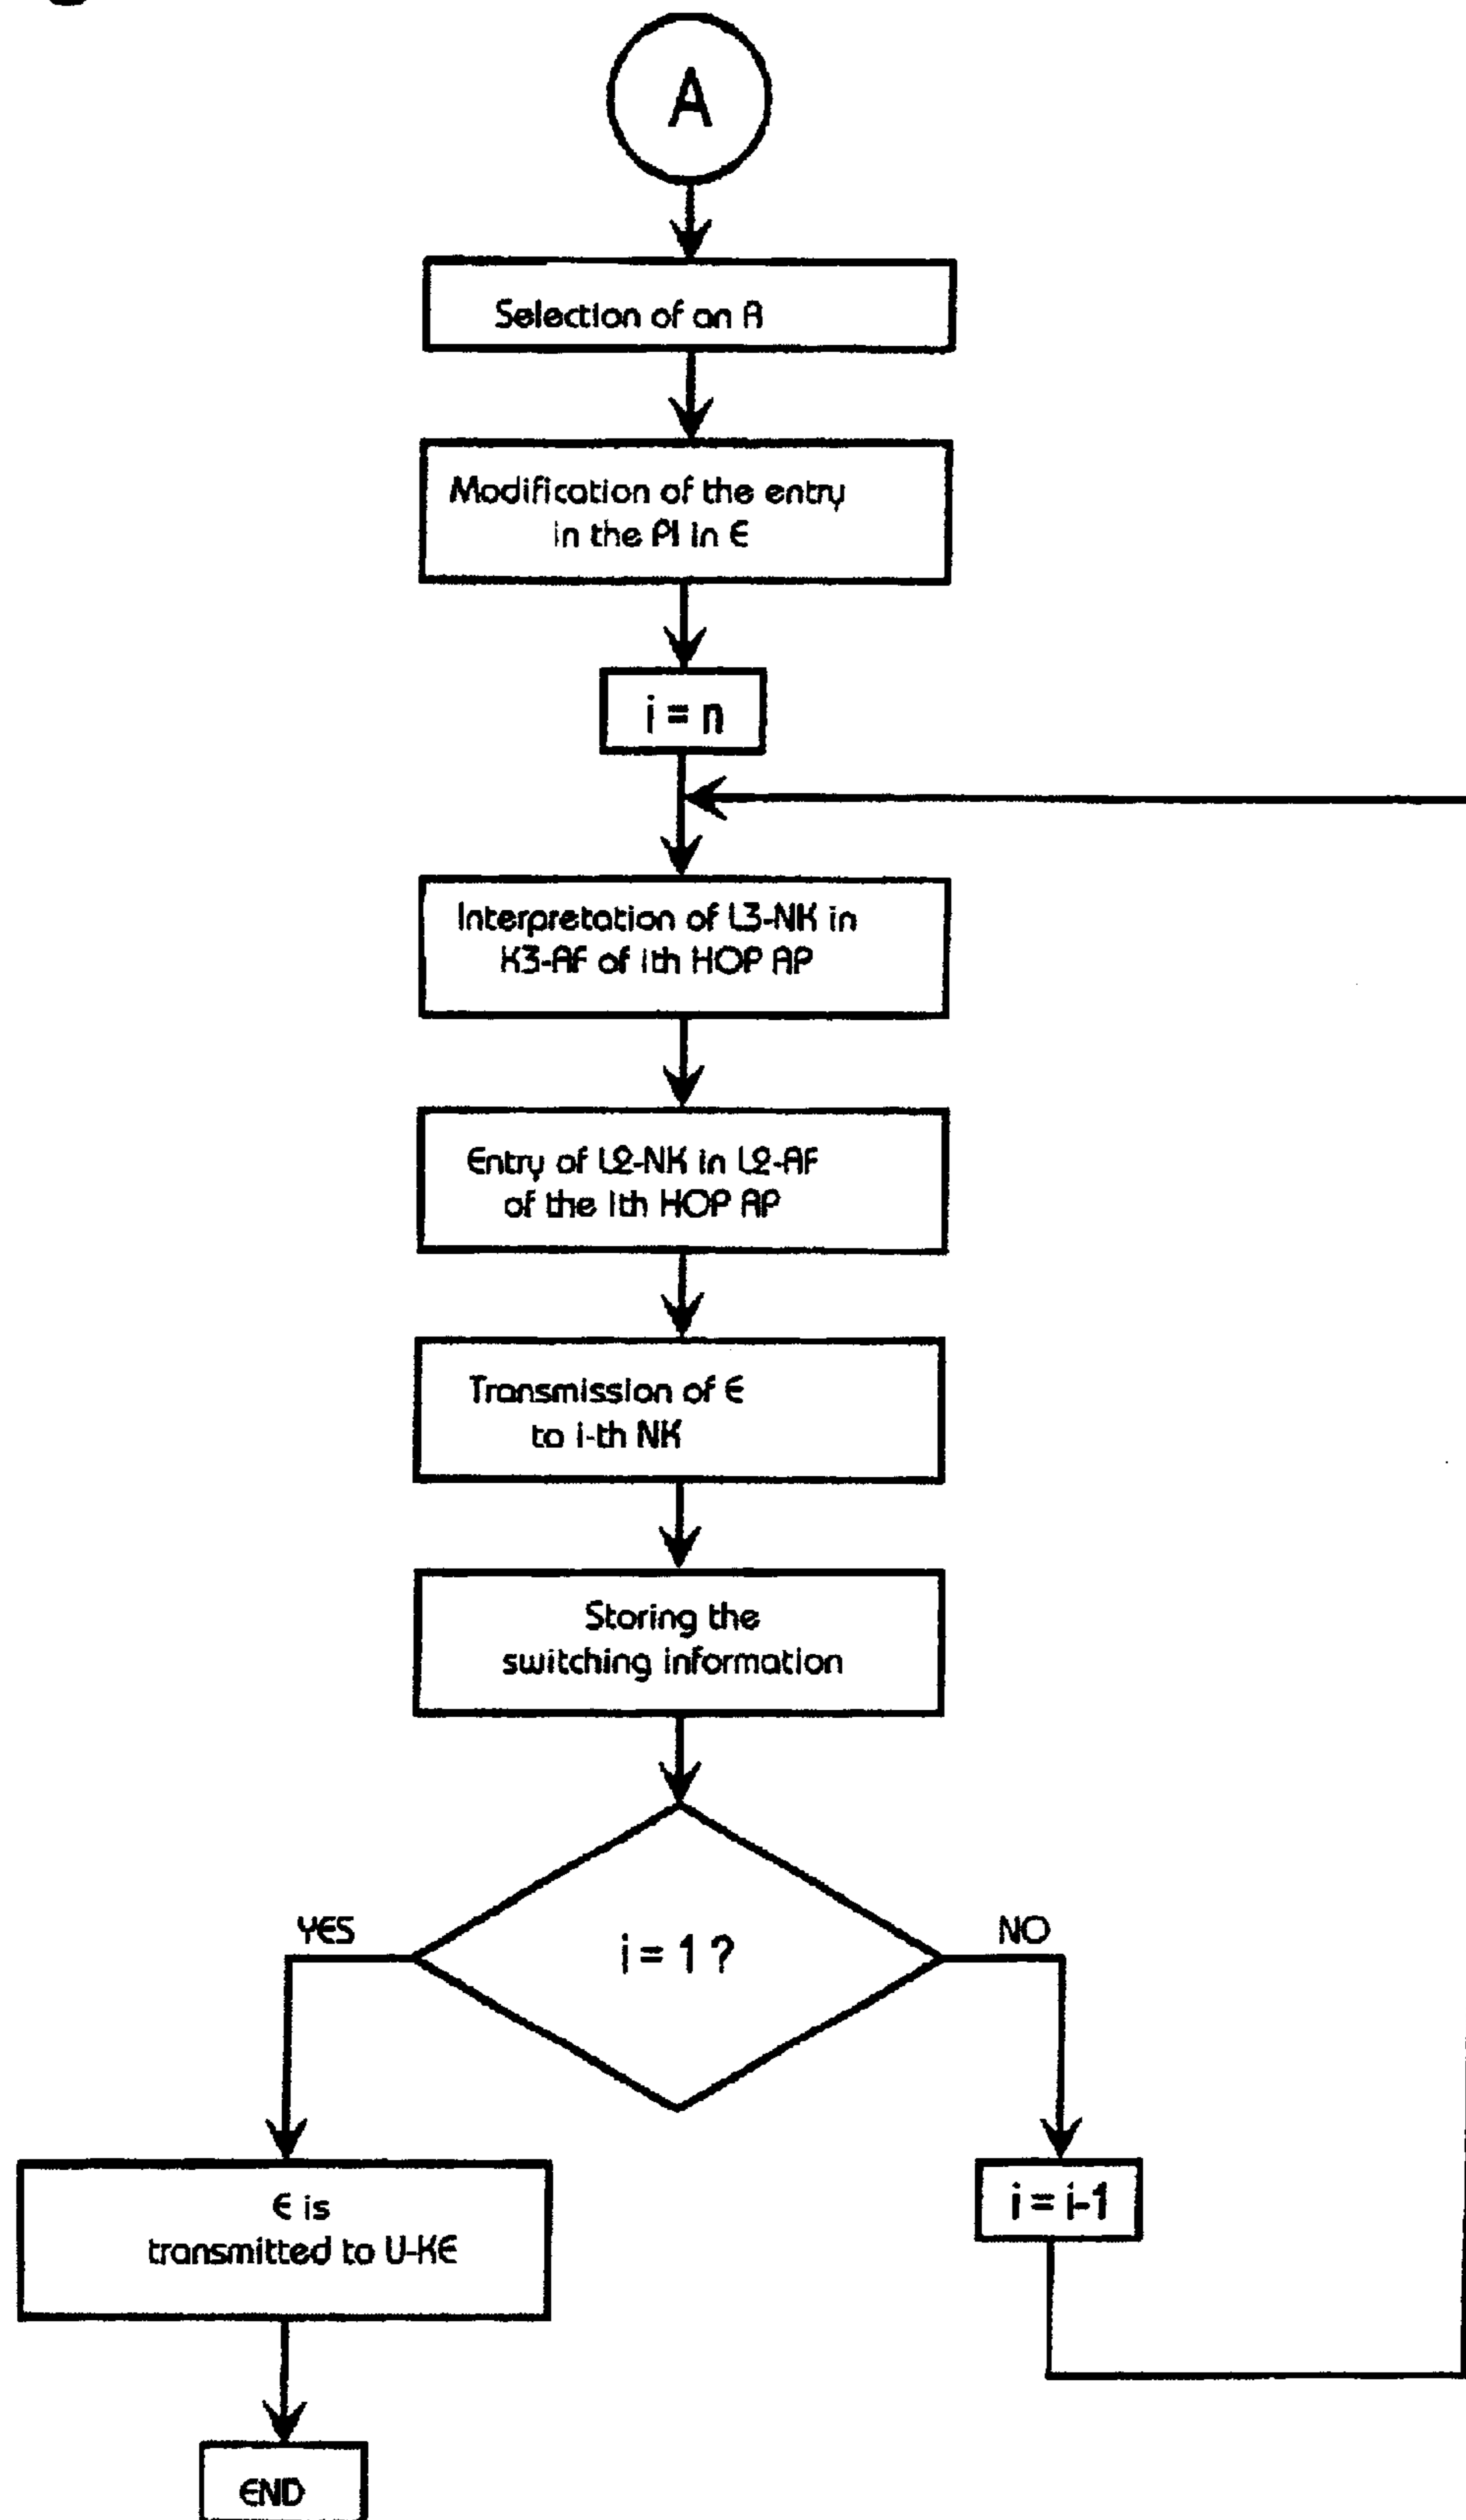 A
Selection of an R
Modification of the entry
in the PI in E
i = n
Interpretation of L3-NK in
K3-AF of ith HOP AP
Entry of L2-NK in L2-AF
of the ith HOP AP
Transmission of E
to i-th NK
Storing the
switching information
YES
i = 1 ?
NO
E is
transmitted to U-KE
i = i-1
END